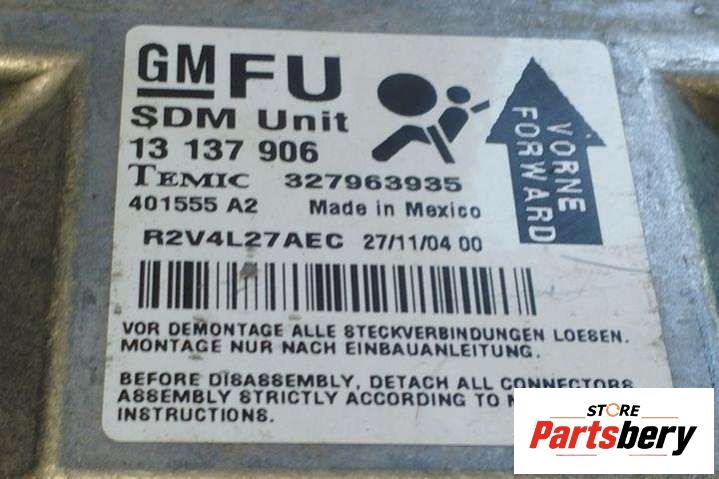 GM FU
SDM Unit
13 137 906
TEMIC 327963935
401555 A2 Made in Mexico
R2V4L27AEC 27/11/04 00
VORNE
FORWARD
VOR DEMONTAGE ALLE STECKVERBINDUNGEN LOESEN.
MONTAGE NUR NACH EINBAUANLEITUNG.
BEFORE DISASSEMBLY, DETACH ALL CONNECTORS
ASSEMBLY STRICTLY ACCORDING TO
INSTRUCTIONS.
STORE
Partsbery